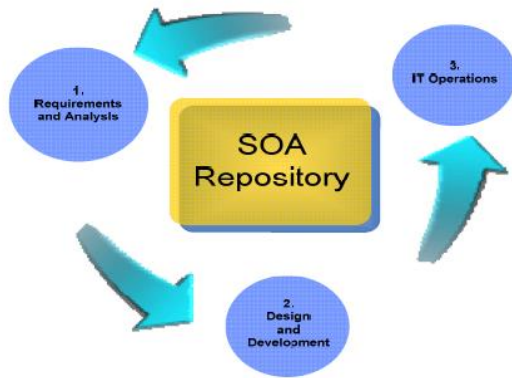 1.
Requirements
and Analysis
3.
IT Operations
SOA
Repository
2.
Design
and
Development